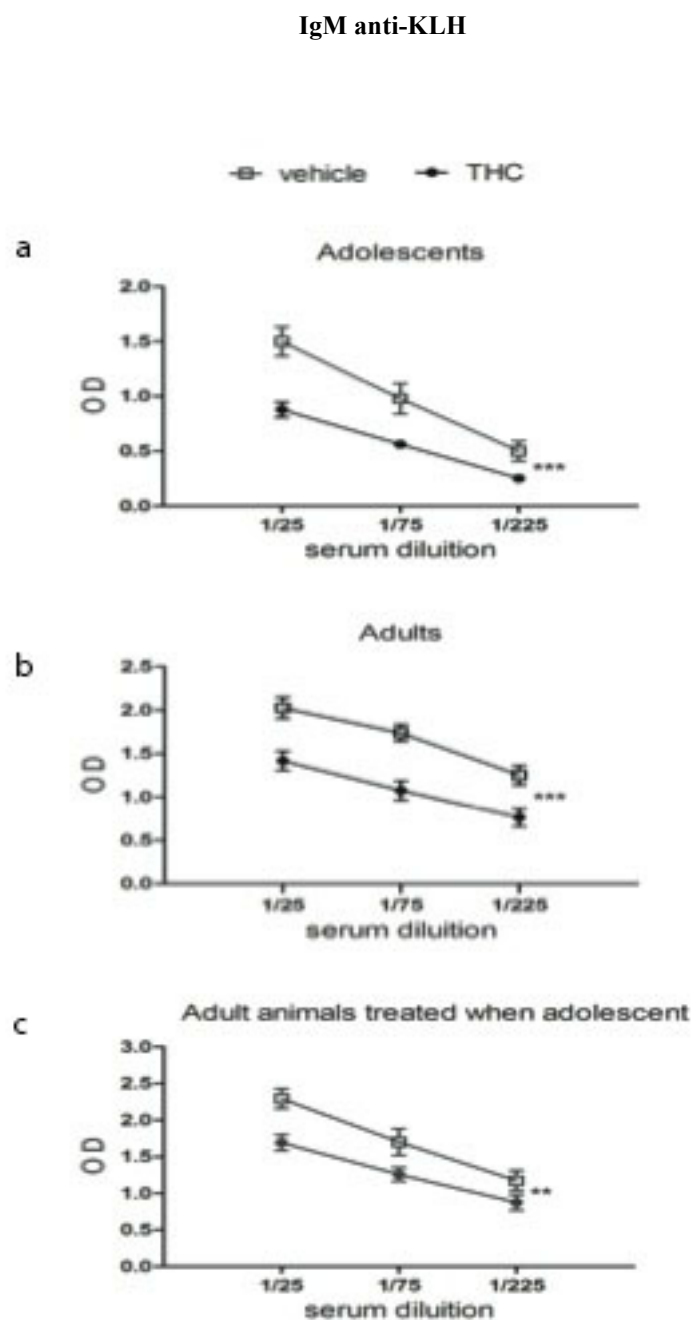 IgM anti-KLH
vehicle THC
a
Adolescents
2.0
1.5
1.0
0.5
0.0
OD
***
1/25 1/75 1/225
serum diluition
b
Adults
2.5
2.0
1.5
1.0
0.5
0.0
OD
***
1/25 1/75 1/225
serum diluition
c
Adult animals treated when adolescent
3.0
2.5
2.0
1.5
1.0
0.5
0.0
OD
**
1/25 1/75 1/225
serum diluition